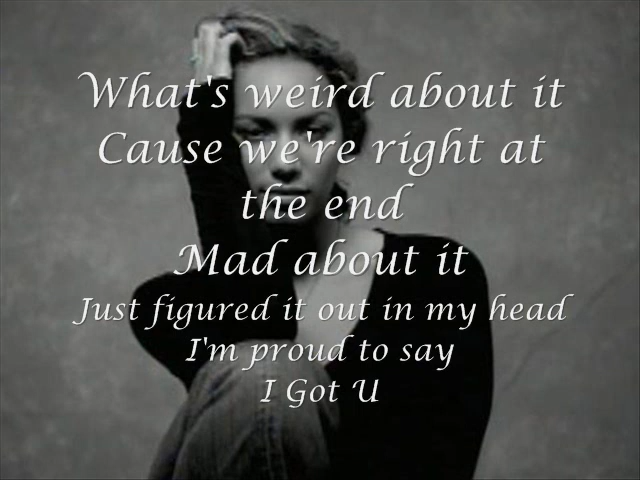 What's weird about it
Cause we're right at
the end
Mad about it
Just figured it out in my head
I'm proud to say
I Got U